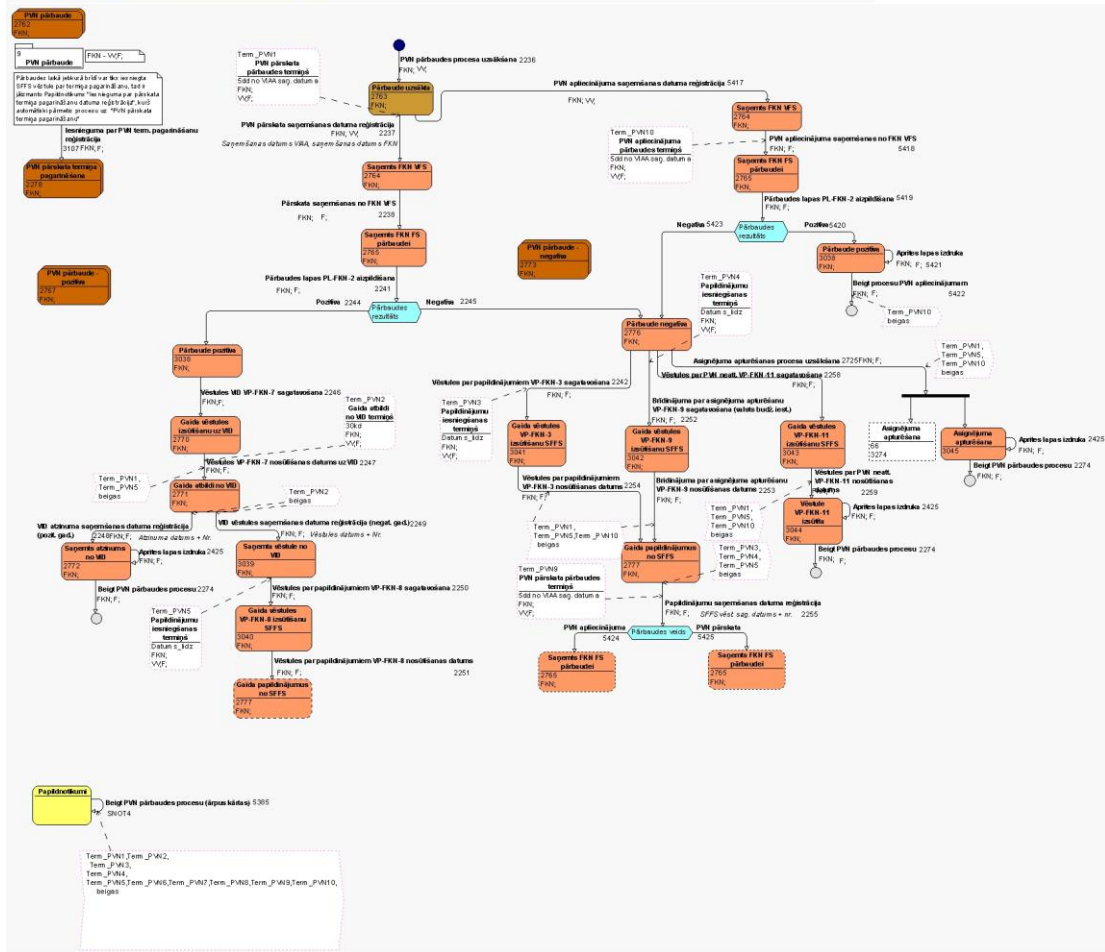 PVN pārbaude
2762
FKN;
9
PVN pārbaude
FKN - VV;F;
Pārbaudes laikā jebkurā brīdī var tikt iesniegta
SFFS vēstule par termiņa pagarināšanu, tad ir
jāizmanto Papildnotikums "Iesnieguma par pārskata
termiņa pagarināšanu datuma reģistrācija", kurš
automātiski pārmetīs procesu uz "PVN pārskata
termiņa pagarināšanu"
Iesnieguma par PVN term. pagarināšanu
reģistrācija
3107 FKN;F;
PVN pārskata termiņa
pagarināšana
2278
FKN;
PVN pārbaude -
pozitīva
2767
FKN;
PVN pārbaude -
negatīva
2773
FKN;
Term_PVN1
PVN pārskata
pārbaudes termiņš
5dd no VIAA saņ. datuma
FKN;
VV;F;
PVN pārbaudes procesa uzsākšana 2236
FKN; VV;
Pārbaude uzsākta
2763
FKN;
PVN pārskata saņemšanas datuma reģistrācija
FKN; VV; 2237
Saņemšanas datums VIAA, saņemšanas datums FKN
Saņemts FKN VFS
2764
FKN;
Pārskata saņemšanas no FKN VFS
FKN; F; 2238
Saņemts FKN FS
pārbaudei
2765
FKN;
Pārbaudes lapas PL-FKN-2 aizpildīšana
FKN; F; 2241
Pozitīva 2244
Negatīva 2245
Pārbaudes
rezultāts
PVN apliecinājuma saņemšanas datuma reģistrācija 5417
FKN; VV;
Saņemts FKN VFS
2764
FKN;
Term_PVN10
PVN apliecinājuma
pārbaudes termiņš
5dd no VIAA saņ. datuma
FKN;
VV;F;
PVN apliecinājuma saņemšanas no FKN VFS
FKN; F; 5418
Saņemts FKN FS
pārbaudei
2765
FKN;
Pārbaudes lapas PL-FKN-2 aizpildīšana 5419
FKN; F;
Negatīva 5423
Pozitīva 5420
Pārbaudes
rezultāts
Pārbaude pozitīva
3038
FKN;
Aprites lapas izdruka
FKN; F; 5421
Beigt procesu PVN apliecinājumam
FKN; F; 5422
Term_PVN10
beigas
Term_PVN4
Papildinājumu
iesniegšanas
termiņš
Datums_lidz
FKN;
VV;F;
Pārbaude negatīva
2776
FKN;
Asignējuma apturēšanas procesa uzsākšana 2725FKN; F;
Term_PVN1,
Term_PVN5,
Term_PVN10
beigas
Vēstules par papildinājumiem VP-FKN-3 sagatavošana 2242
FKN; F;
Vēstules par PVN neatt. VP-FKN-11 sagatavošana 2258
FKN; F;
Brīdinājuma par asignējuma apturēšanu
VP-FKN-9 sagatavošana (valsts budž. iest.)
FKN; F; 2252
Term_PVN3
Papildinājumu
iesniegšanas
termiņš
Datums_lidz
FKN;
VV;F;
Gaida vēstules
VP-FKN-3
izsūtīšanu SFFS
3041
FKN;
Gaida vēstules
VP-FKN-9
izsūtīšanu SFFS
3042
FKN;
Gaida vēstules
VP-FKN-11
izsūtīšanu SFFS
3043
FKN;
Asignējuma
apturēšana
66
3274
Asignējuma
apturēšana
3045
Aprites lapas izdruka 2425
FKN; F;
Beigt PVN pārbaudes procesu 2274
FKN; F;
Vēstules par papildinājumiem
VP-FKN-3 nosūtīšanas datums 2254
FKN; F;
Brīdinājuma par asignējuma apturēšanu
VP-FKN-9 nosūtīšanas datums 2253
FKN; F;
Vēstules par PVN neatt.
VP-FKN-11 nosūtīšanas
datums 2259
FKN; F;
Term_PVN1,
Term_PVN5,Term_PVN10
beigas
Term_PVN1,
Term_PVN5,
Term_PVN10
beigas
Vēstule
VP-FKN-11
izsūtīta
3044
FKN;
Aprites lapas izdruka 2425
FKN; F;
Beigt PVN pārbaudes procesu 2274
FKN; F;
Gaida papildinājumus
no SFFS
2777
FKN;
Term_PVN3,
Term_PVN4,
Term_PVN5
beigas
Term_PVN9
PVN pārskata pārbaudes
termiņš
5dd no VIAA saņ. datuma
FKN;
VV;F;
Papildinājumu saņemšanas datuma reģistrācija
FKN; F; SFFS vēst. saņ. datums + nr. 2255
PVN apliecinājuma
5424
PVN pārskata
5425
Pārbaudes veids
Saņemts FKN FS
pārbaudei
2765
FKN;
Saņemts FKN FS
pārbaudei
2765
FKN;
Pārbaude pozitīva
3038
FKN;
Vēstules VID VP-FKN-7 sagatavošana 2246
FKN;F;
Term_PVN2
Gaida atbildi
no VID termiņš
30kd
FKN;
VV;F;
Gaida vēstules
izsūtīšanu uz VID
2770
FKN;
Vēstules VP-FKN-7 nosūtīšanas datums uz VID 2247
FKN; F;
Term_PVN1,
Term_PVN5
beigas
Gaida atbildi no VID
2771
FKN;
Term_PVN2
beigas
VID atzinuma saņemšanas datuma reģistrācija
(pozit. gad.) 2248FKN; F; Atzinuma datums + Nr.
VID vēstules saņemšanas datuma reģistrācija (negat. gad.) 2249
FKN; F; Vēstules datums + Nr.
Saņemts atzinums
no VID
2772
FKN;
Aprites lapas izdruka 2425
FKN; F;
Beigt PVN pārbaudes procesu 2274
FKN; F;
Saņemta vēstule no
VID
3039
FKN;
Vēstules par papildinājumiem VP-FKN-8 sagatavošana 2250
FKN; F;
Term_PVN5
Papildinājumu
iesniegšanas
termiņš
Datums_lidz
FKN;
VV;F;
Gaida vēstules
VP-FKN-8 izsūtīšanu
SFFS
3040
FKN;
Vēstules par papildinājumiem VP-FKN-8 nosūtīšanas datums
FKN; F; 2251
Gaida papildinājumus
no SFFS
2777
FKN;
Papildnotikumi
Beigt PVN pārbaudes procesu (ārpus kārtas) 5385
SNOT4
Term_PVN1,Term_PVN2,
Term_PVN3,
Term_PVN4,
Term_PVN5,Term_PVN6,Term_PVN7,Term_PVN8,Term_PVN9,Term_PVN10,
beigas